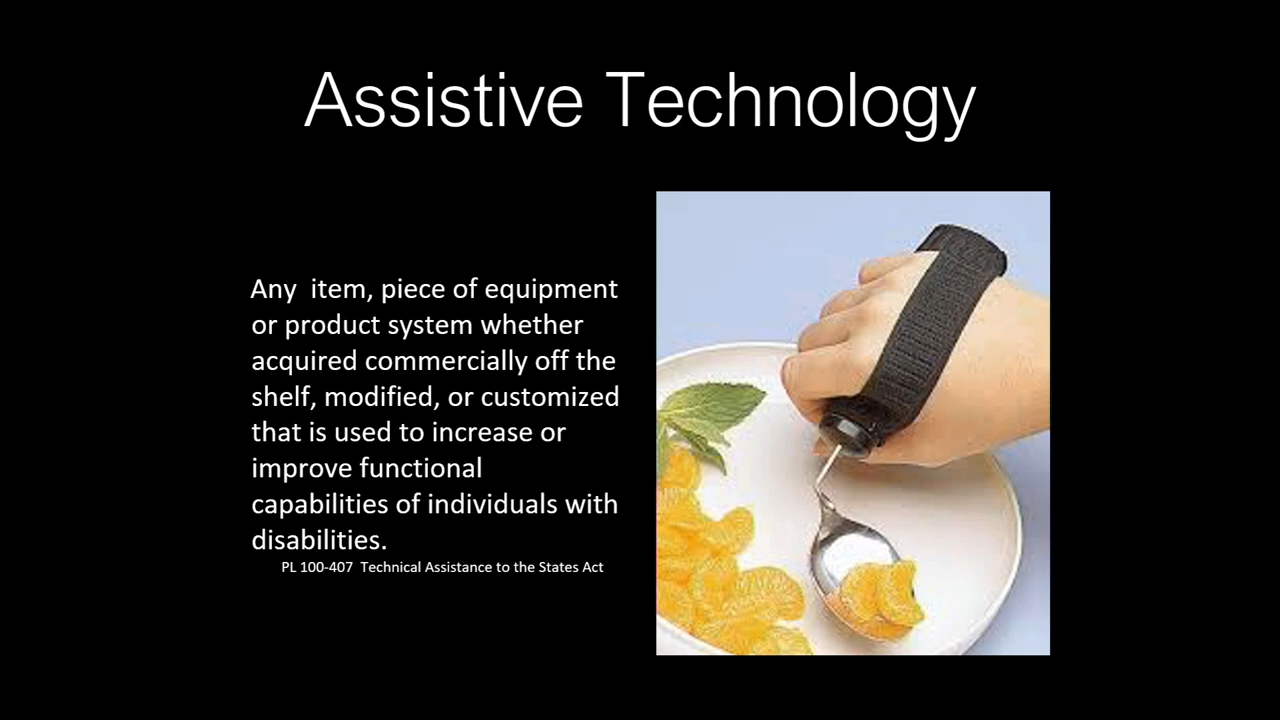 Assistive Technology
Any  item, piece of equipment
or product system whether
acquired commercially off the
shelf, modified, or customized
that is used to increase or
improve functional
capabilities of individuals with
disabilities.
PL 100-407  Technical Assistance to the States Act